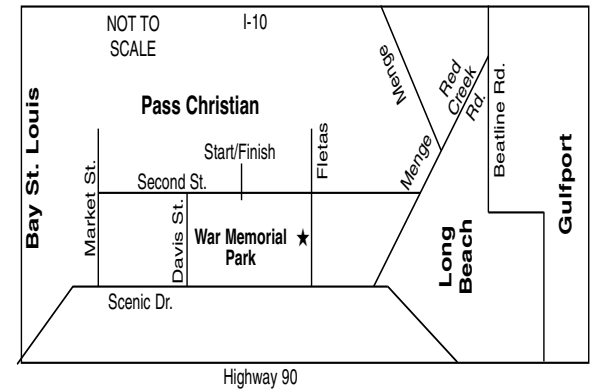 NOT TO
SCALE
I-10
Menge
Red
Creek
Rd.
Beatline Rd.
Gulfport
Bay St. Louis
Pass Christian
Start/Finish
Fletas
Menge
Market St.
Second St.
Davis St.
War Memorial
Park
Long
Beach
Scenic Dr.
Highway 90